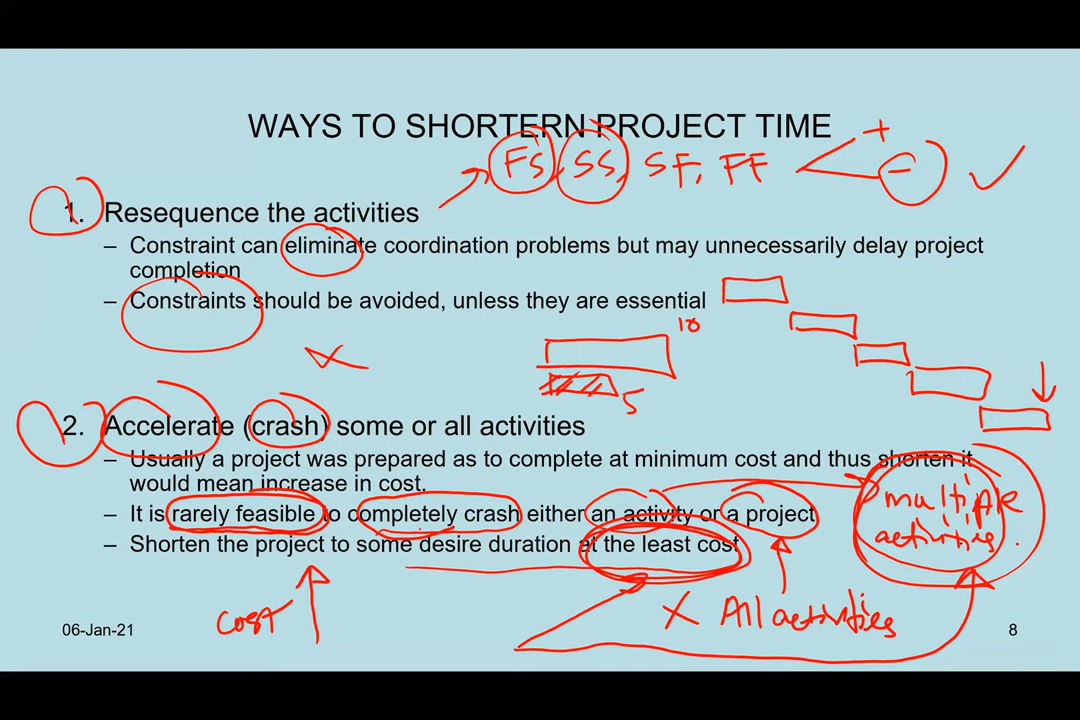 WAYS TO SHORTERN PROJECT TIME
FS, SS, SF, FF + -
1. Resequence the activities
– Constraint can eliminate coordination problems but may unnecessarily delay project
completion
– Constraints should be avoided, unless they are essential
10
5
2. Accelerate (crash) some or all activities
– Usually a project was prepared as to complete at minimum cost and thus shorten it
would mean increase in cost.
– It is rarely feasible to completely crash either an activity or a project
multiple
activities.
– Shorten the project to some desire duration at the least cost
cost
X All activities
06-Jan-21
8